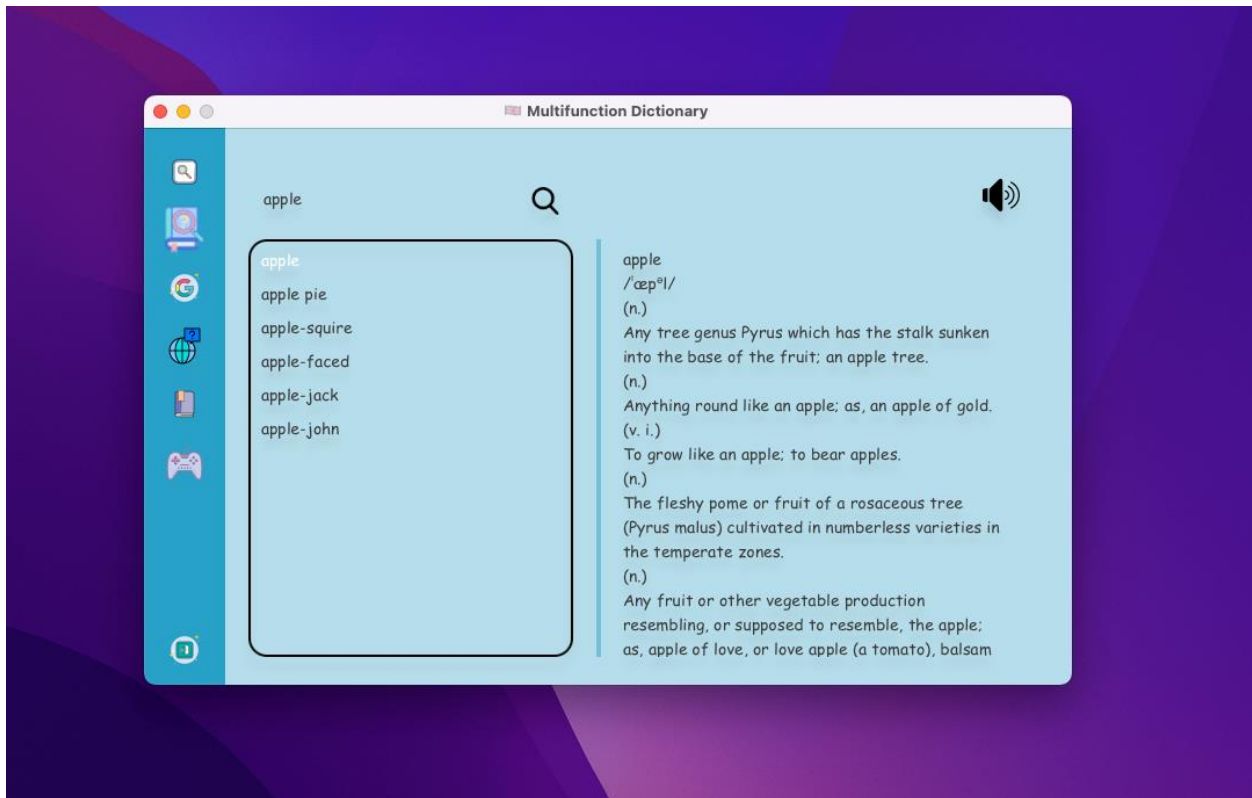 Multifunction Dictionary
apple
apple
apple pie
apple-squire
apple-faced
apple-jack
apple-john
apple
/ˈæpᵊl/
(n.)
Any tree genus Pyrus which has the stalk sunken
into the base of the fruit; an apple tree.
(n.)
Anything round like an apple; as, an apple of gold.
(v. i.)
To grow like an apple; to bear apples.
(n.)
The fleshy pome or fruit of a rosaceous tree
(Pyrus malus) cultivated in numberless varieties in
the temperate zones.
(n.)
Any fruit or other vegetable production
resembling, or supposed to resemble, the apple;
as, apple of love, or love apple (a tomato), balsam